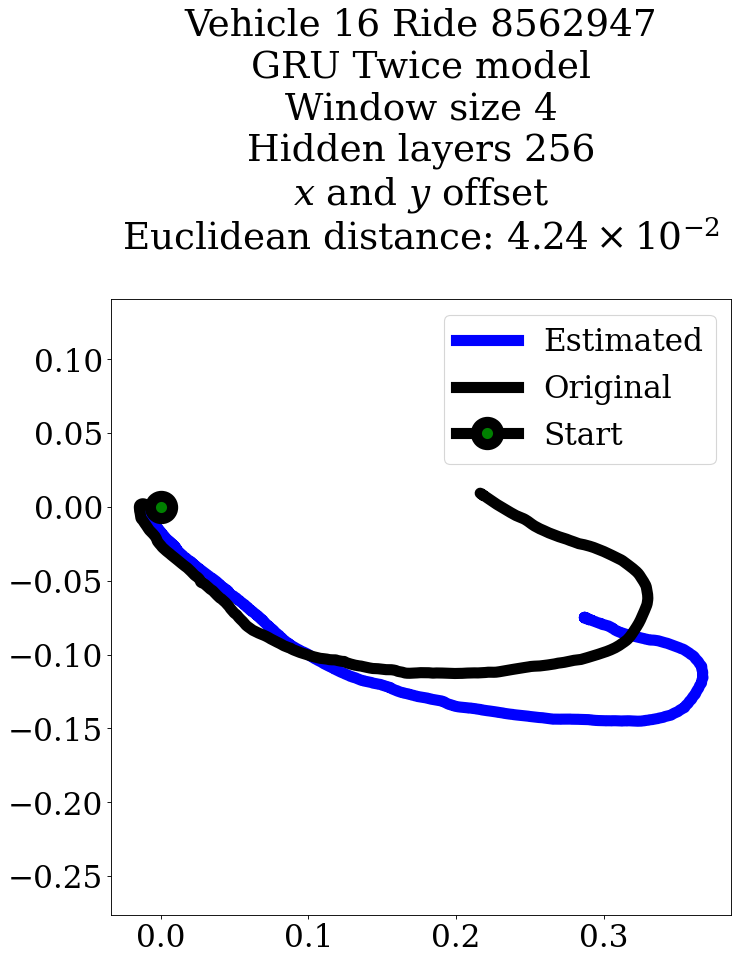 Vehicle 16 Ride 8562947
GRU Twice model
Window size 4
Hidden layers 256
x and y offset
Euclidean distance: 4.24 × 10⁻²
Estimated
Original
Start
0.10
0.05
0.00
−0.05
−0.10
−0.15
−0.20
−0.25
0.0 0.1 0.2 0.3